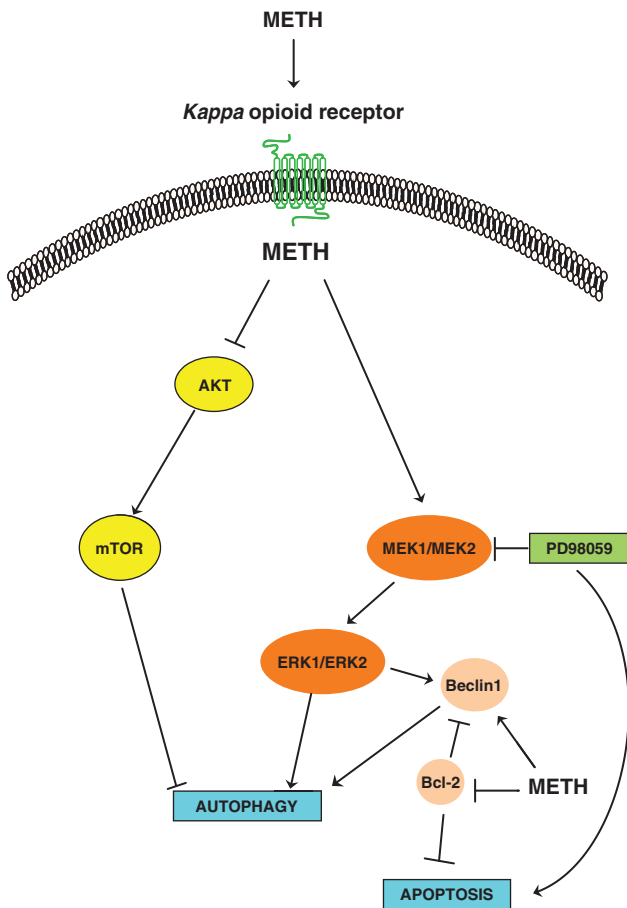 METH
Kappa opioid receptor
METH
AKT
mTOR
MEK1/MEK2
PD98059
ERK1/ERK2
Beclin1
Bcl-2
METH
AUTOPHAGY
APOPTOSIS